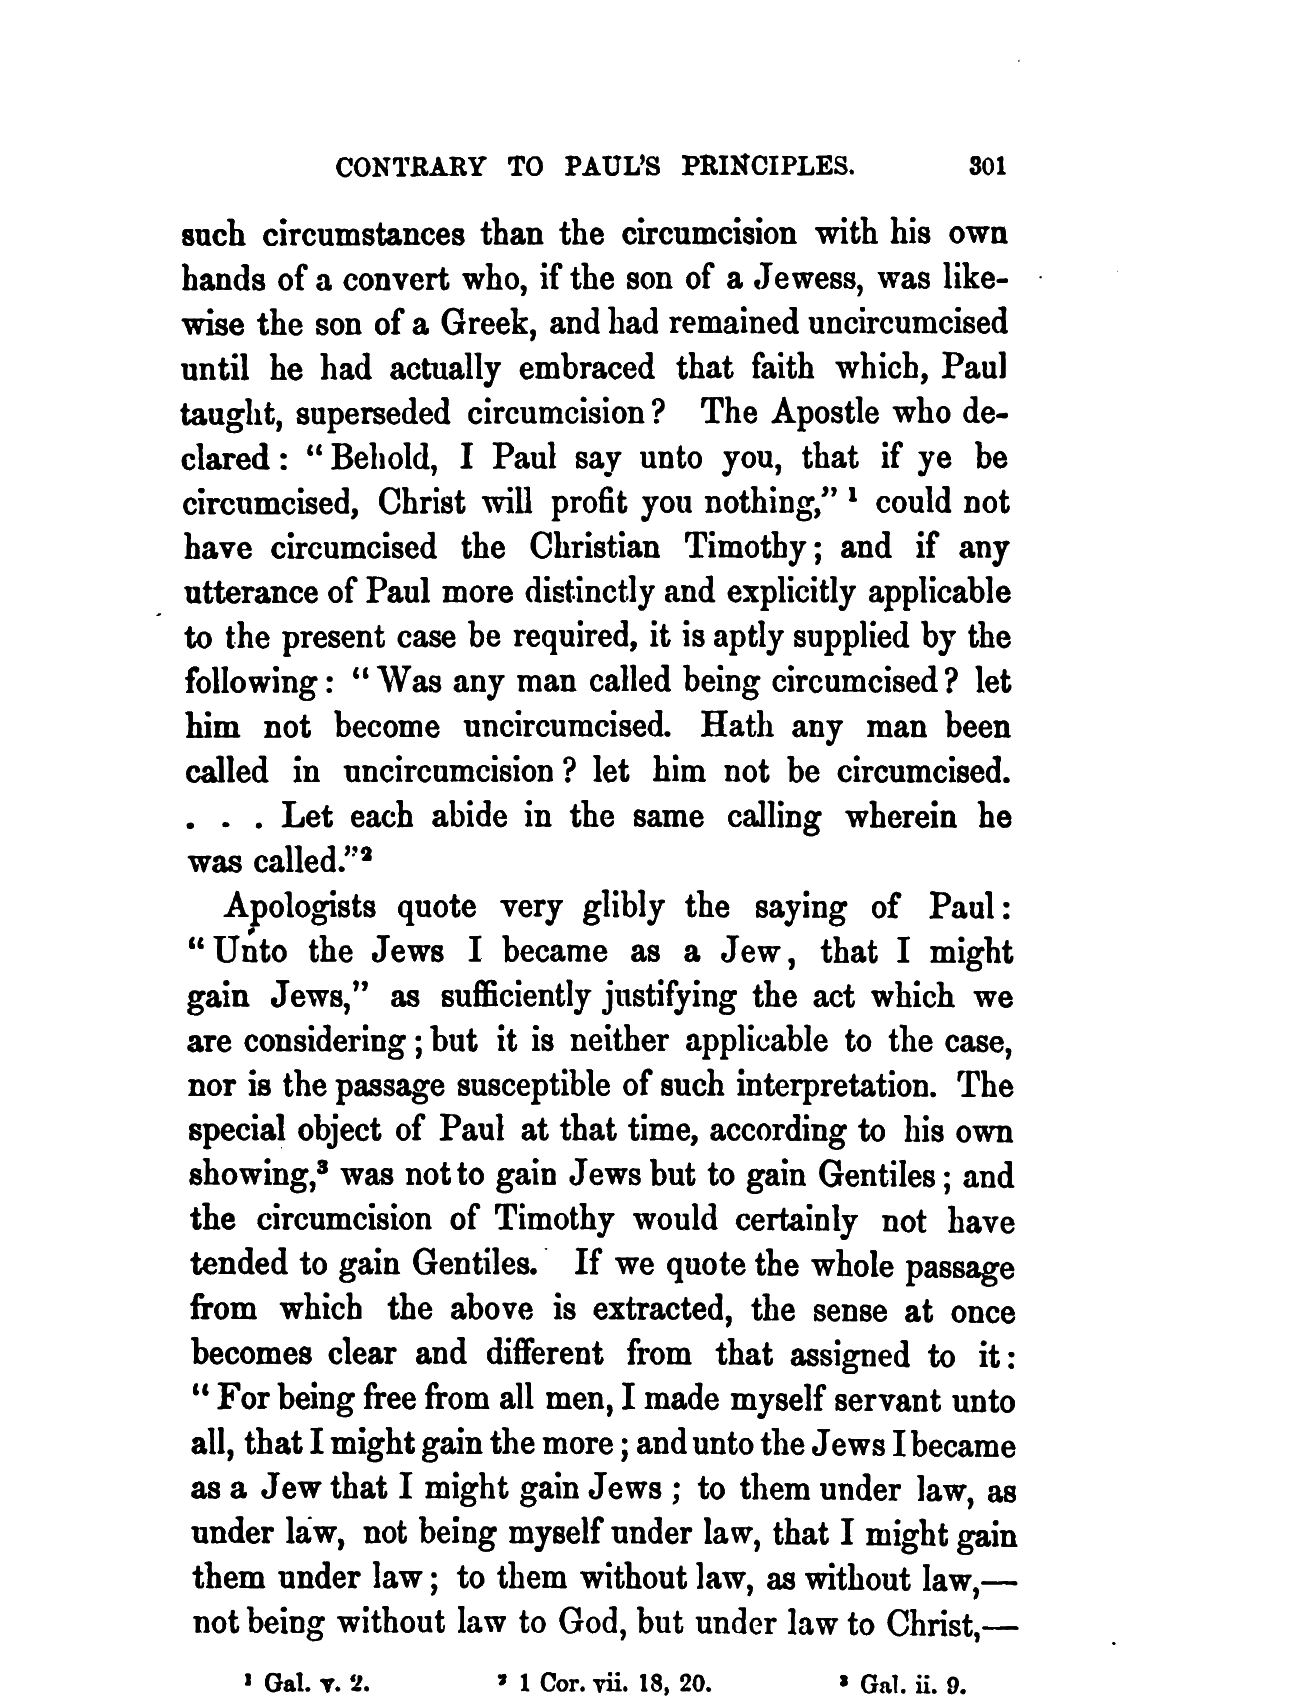 CONTRARY TO PAUL'S PRINCIPLES. 301
such circumstances than the circumcision with his own
hands of a convert who, if the son of a Jewess, was like-
wise the son of a Greek, and had remained uncircumcised
until he had actually embraced that faith which, Paul
taught, superseded circumcision? The Apostle who de-
clared: "Behold, I Paul say unto you, that if ye be
circumcised, Christ will profit you nothing,"¹ could not
have circumcised the Christian Timothy; and if any
utterance of Paul more distinctly and explicitly applicable
to the present case be required, it is aptly supplied by the
following: "Was any man called being circumcised? let
him not become uncircumcised. Hath any man been
called in uncircumcision? let him not be circumcised.
. . . Let each abide in the same calling wherein he
was called."²
Apologists quote very glibly the saying of Paul:
"Unto the Jews I became as a Jew, that I might
gain Jews," as sufficiently justifying the act which we
are considering; but it is neither applicable to the case,
nor is the passage susceptible of such interpretation. The
special object of Paul at that time, according to his own
showing,³ was not to gain Jews but to gain Gentiles; and
the circumcision of Timothy would certainly not have
tended to gain Gentiles. If we quote the whole passage
from which the above is extracted, the sense at once
becomes clear and different from that assigned to it:
"For being free from all men, I made myself servant unto
all, that I might gain the more; and unto the Jews I became
as a Jew that I might gain Jews; to them under law, as
under law, not being myself under law, that I might gain
them under law; to them without law, as without law,—
not being without law to God, but under law to Christ,—
¹ Gal. v. 2. ² 1 Cor. vii. 18, 20. ³ Gal. ii. 9.